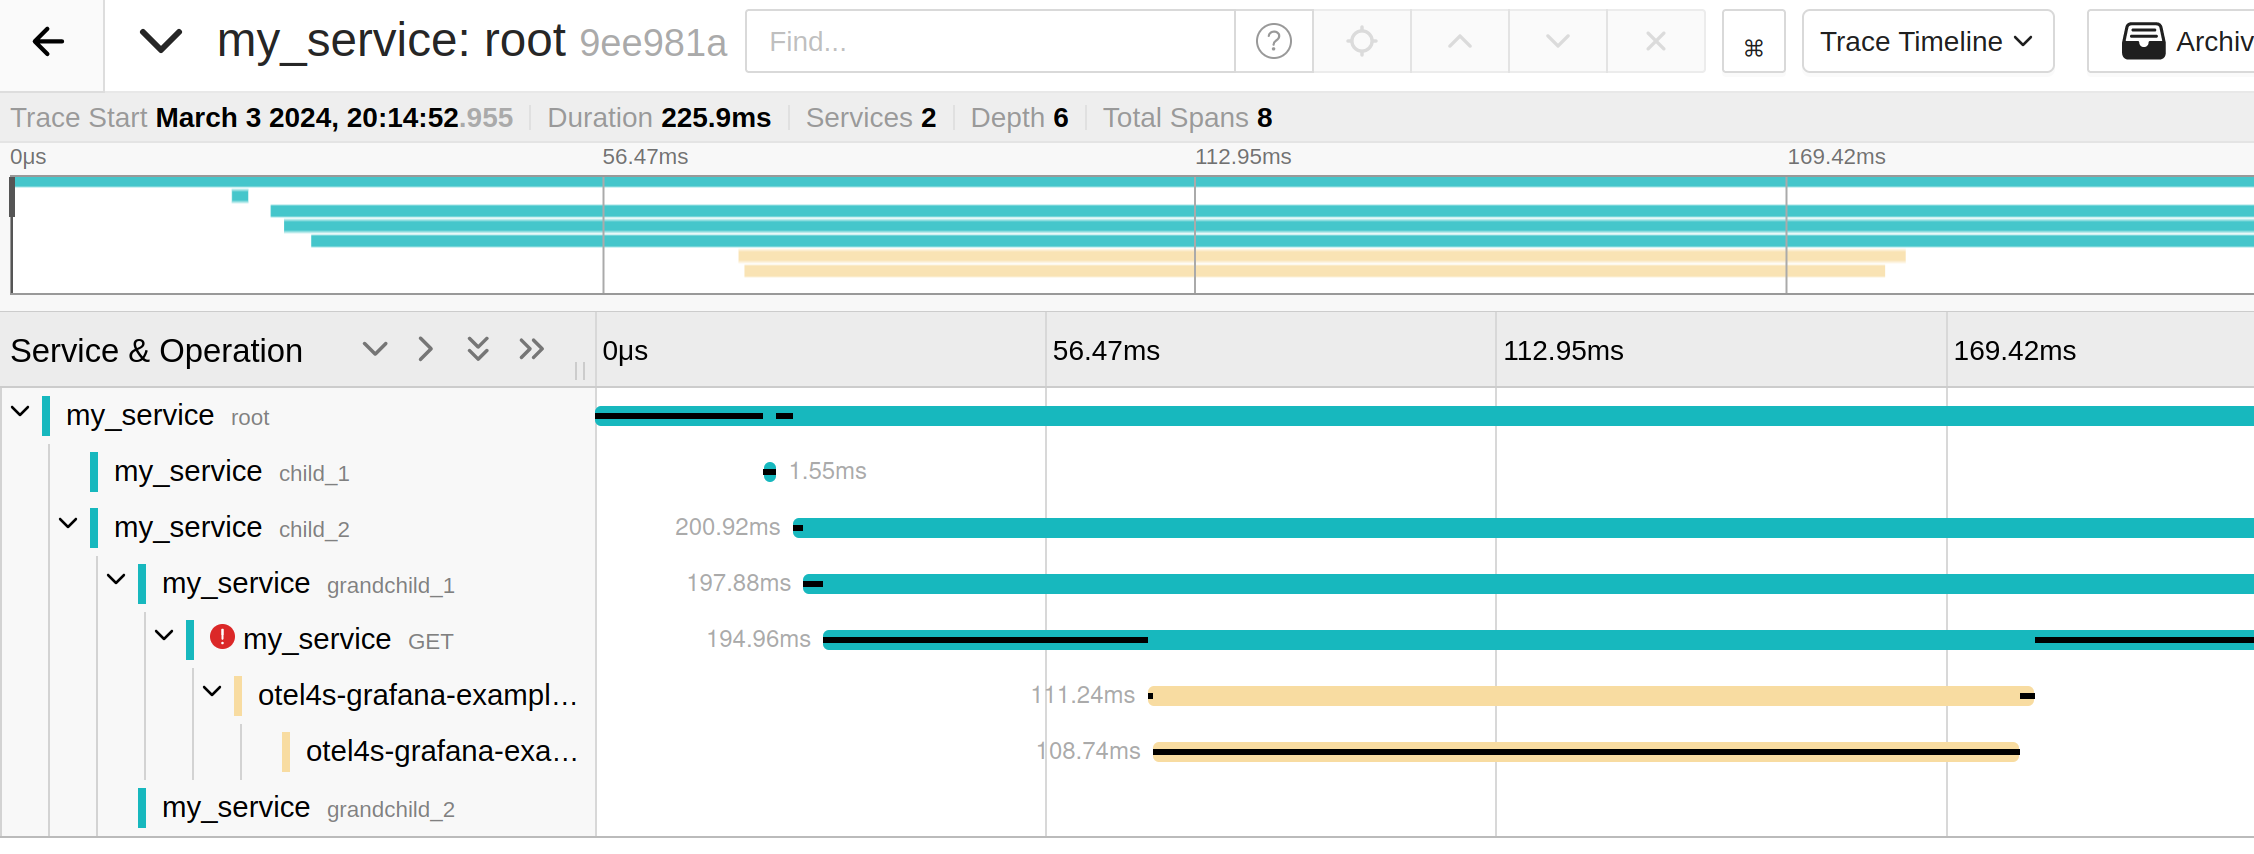 my_service: root 9ee981a Find... ? ⌘ Trace Timeline Archiv
Trace Start March 3 2024, 20:14:52.955 Duration 225.9ms Services 2 Depth 6 Total Spans 8
0μs 56.47ms 112.95ms 169.42ms
Service & Operation 0μs 56.47ms 112.95ms 169.42ms
my_service root
my_service child_1 1.55ms
my_service child_2 200.92ms
my_service grandchild_1 197.88ms
my_service GET 194.96ms
otel4s-grafana-exampl... 111.24ms
otel4s-grafana-exa... 108.74ms
my_service grandchild_2